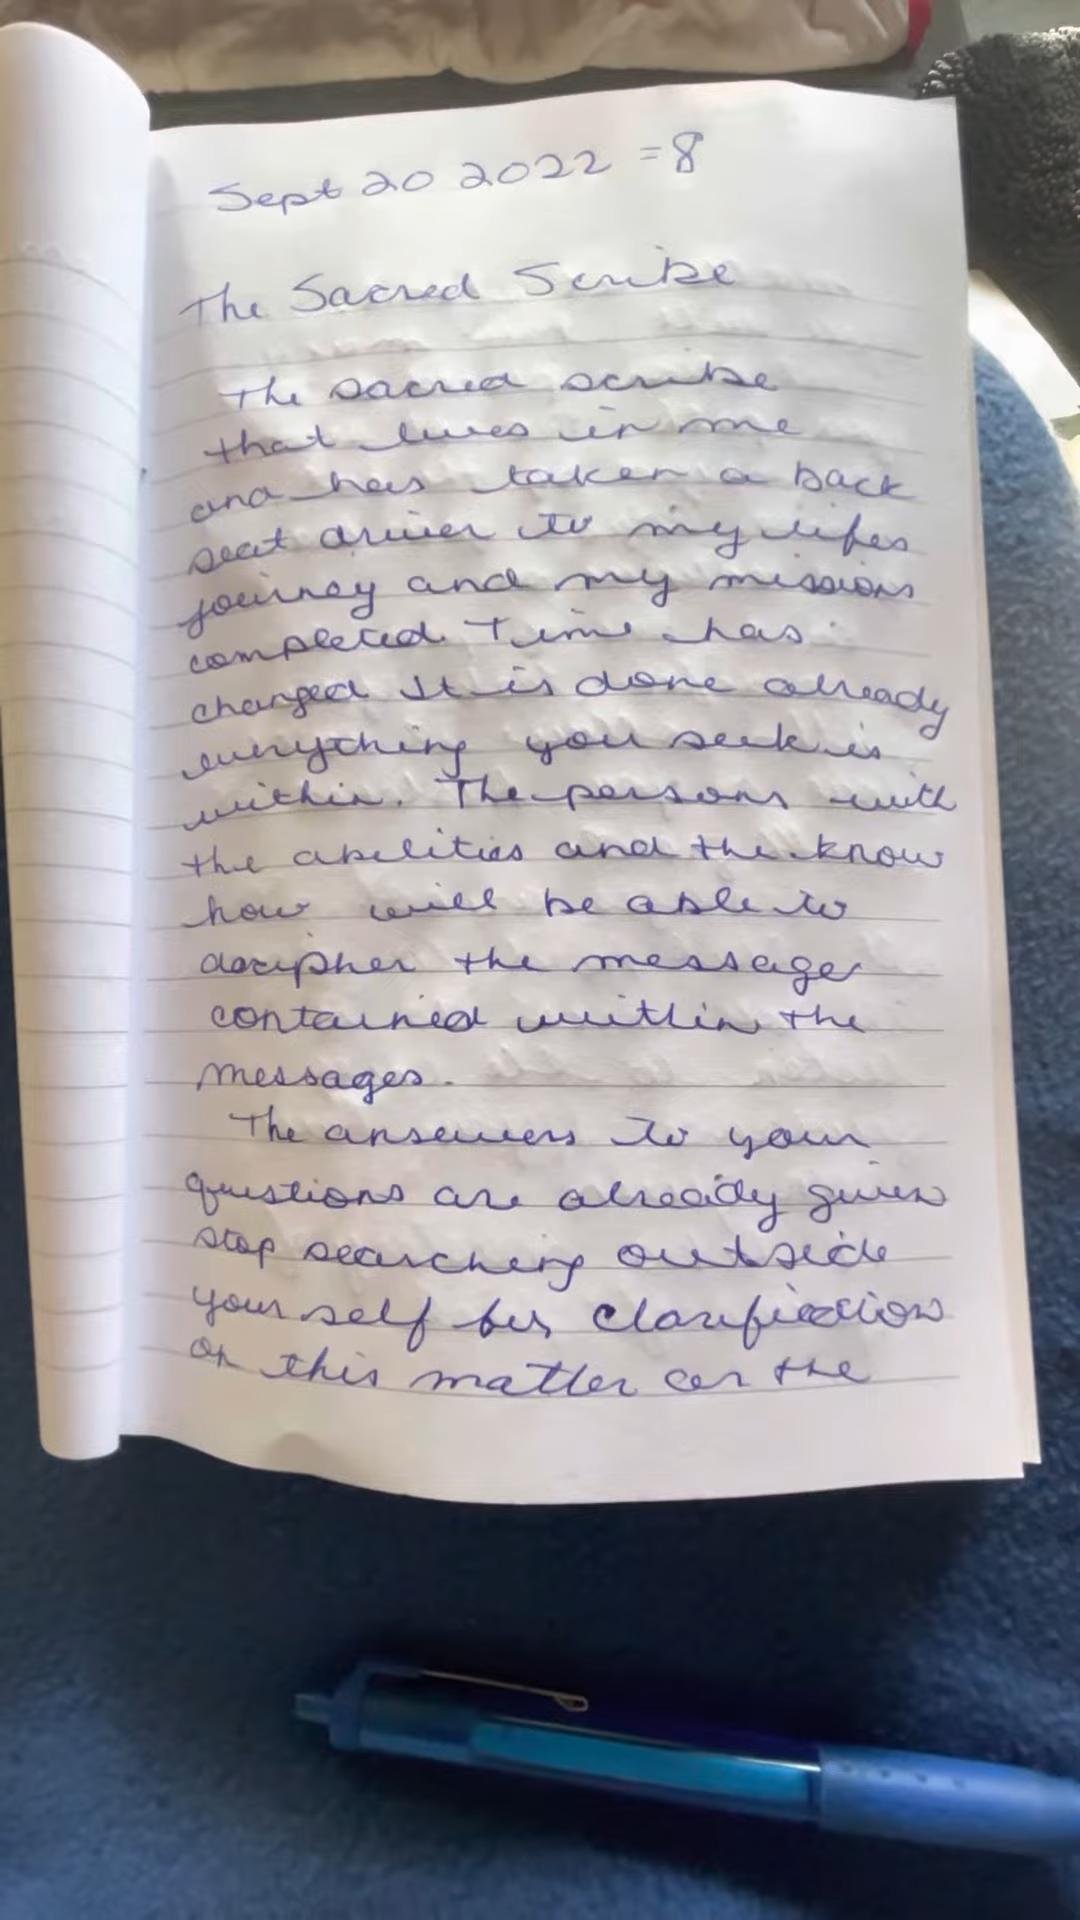 Sept 20 2022 =8
The Sacred Scribe
The sacred scribe
that lives in me
and has taken a back
seat driver to my lifes
journey and my missions
completed. Time has
changed It is done already
everything you seek is
within. The persons with
the abilities and the know
how will be able to
decipher the messages
contained within the
messages.
The answers to your
questions are already given
stop searching outside
your self for clarification
on this matter or the